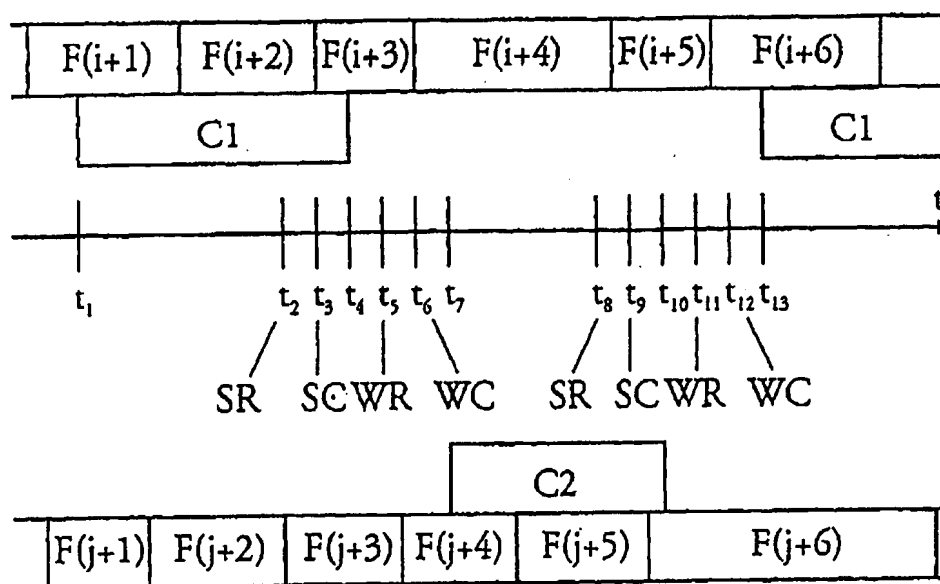 F(i+1) F(i+2) F(i+3) F(i+4) F(i+5) F(i+6)
C1 C1
t
t₁ t₂ t₃ t₄ t₅ t₆ t₇ t₈ t₉ t₁₀ t₁₁ t₁₂ t₁₃
SR SC WR WC SR SC WR WC
C2
F(j+1) F(j+2) F(j+3) F(j+4) F(j+5) F(j+6)